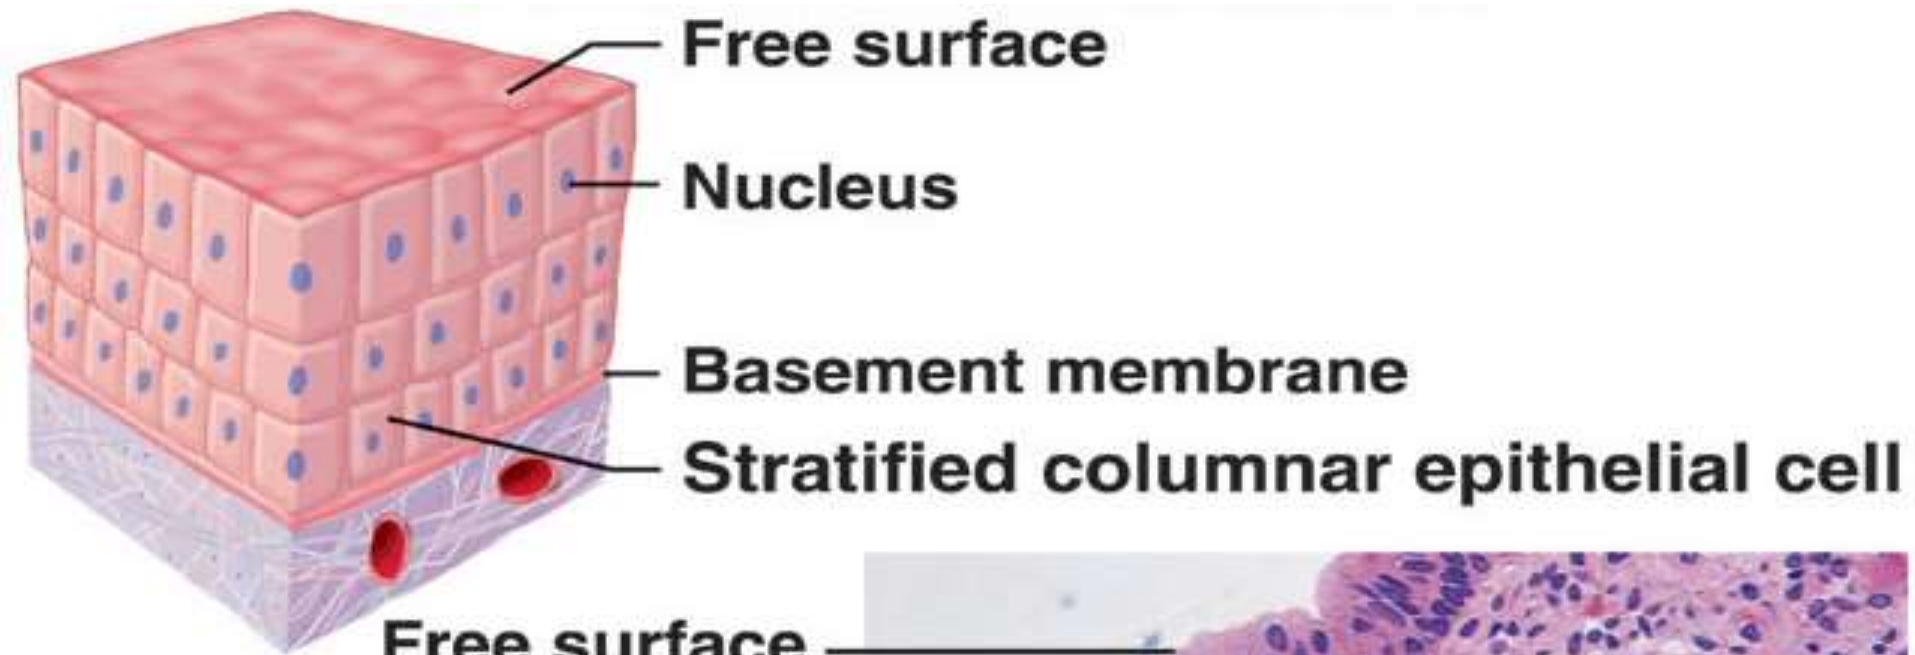 Free surface
Nucleus
Basement membrane
Stratified columnar epithelial cell
Free surface